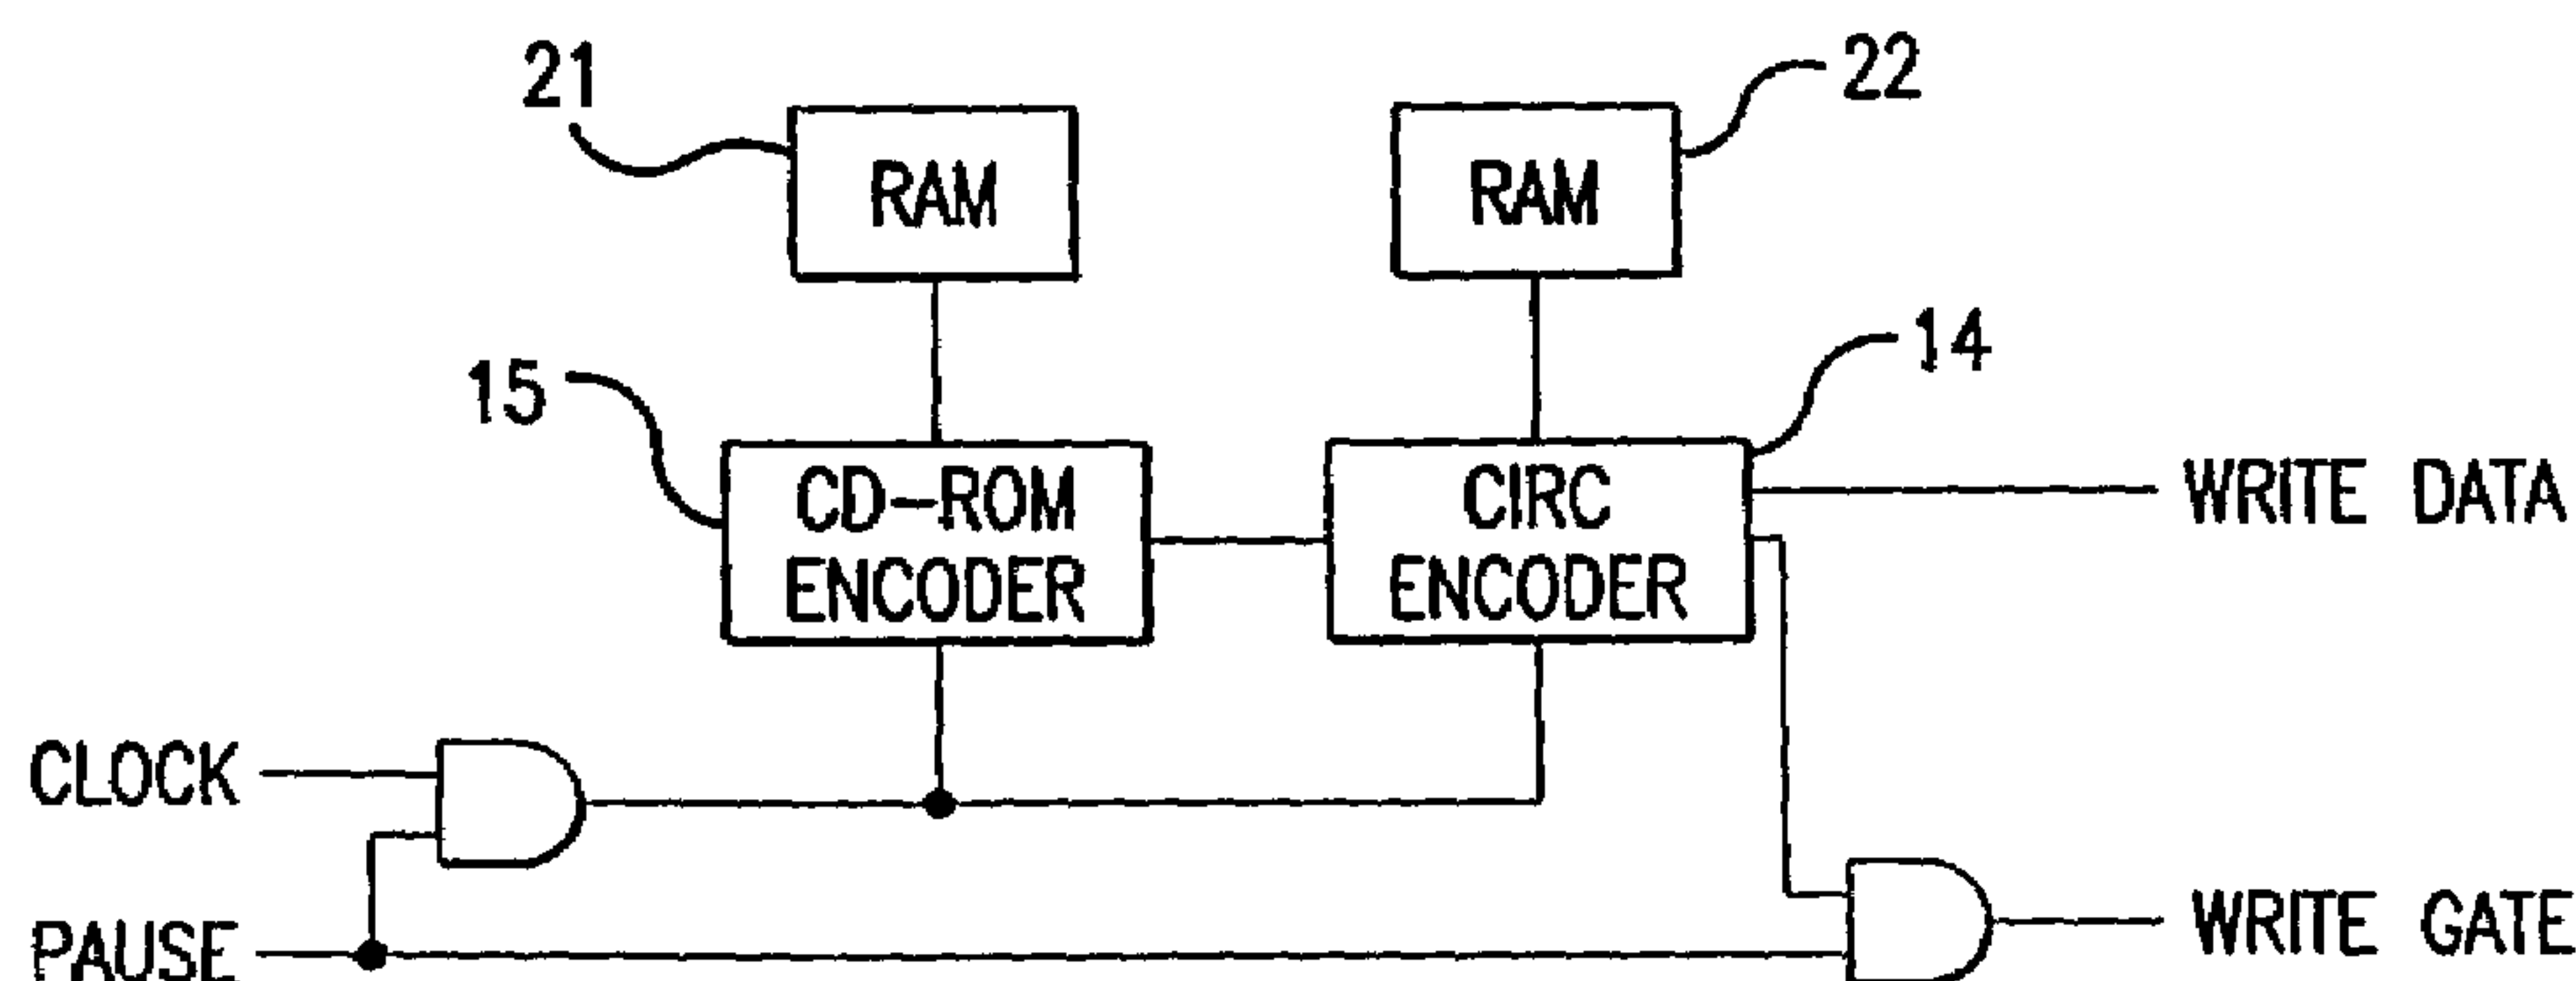 21
22
RAM
RAM
15
14
CD-ROM
ENCODER
CIRC
ENCODER
WRITE DATA
CLOCK
PAUSE
WRITE GATE